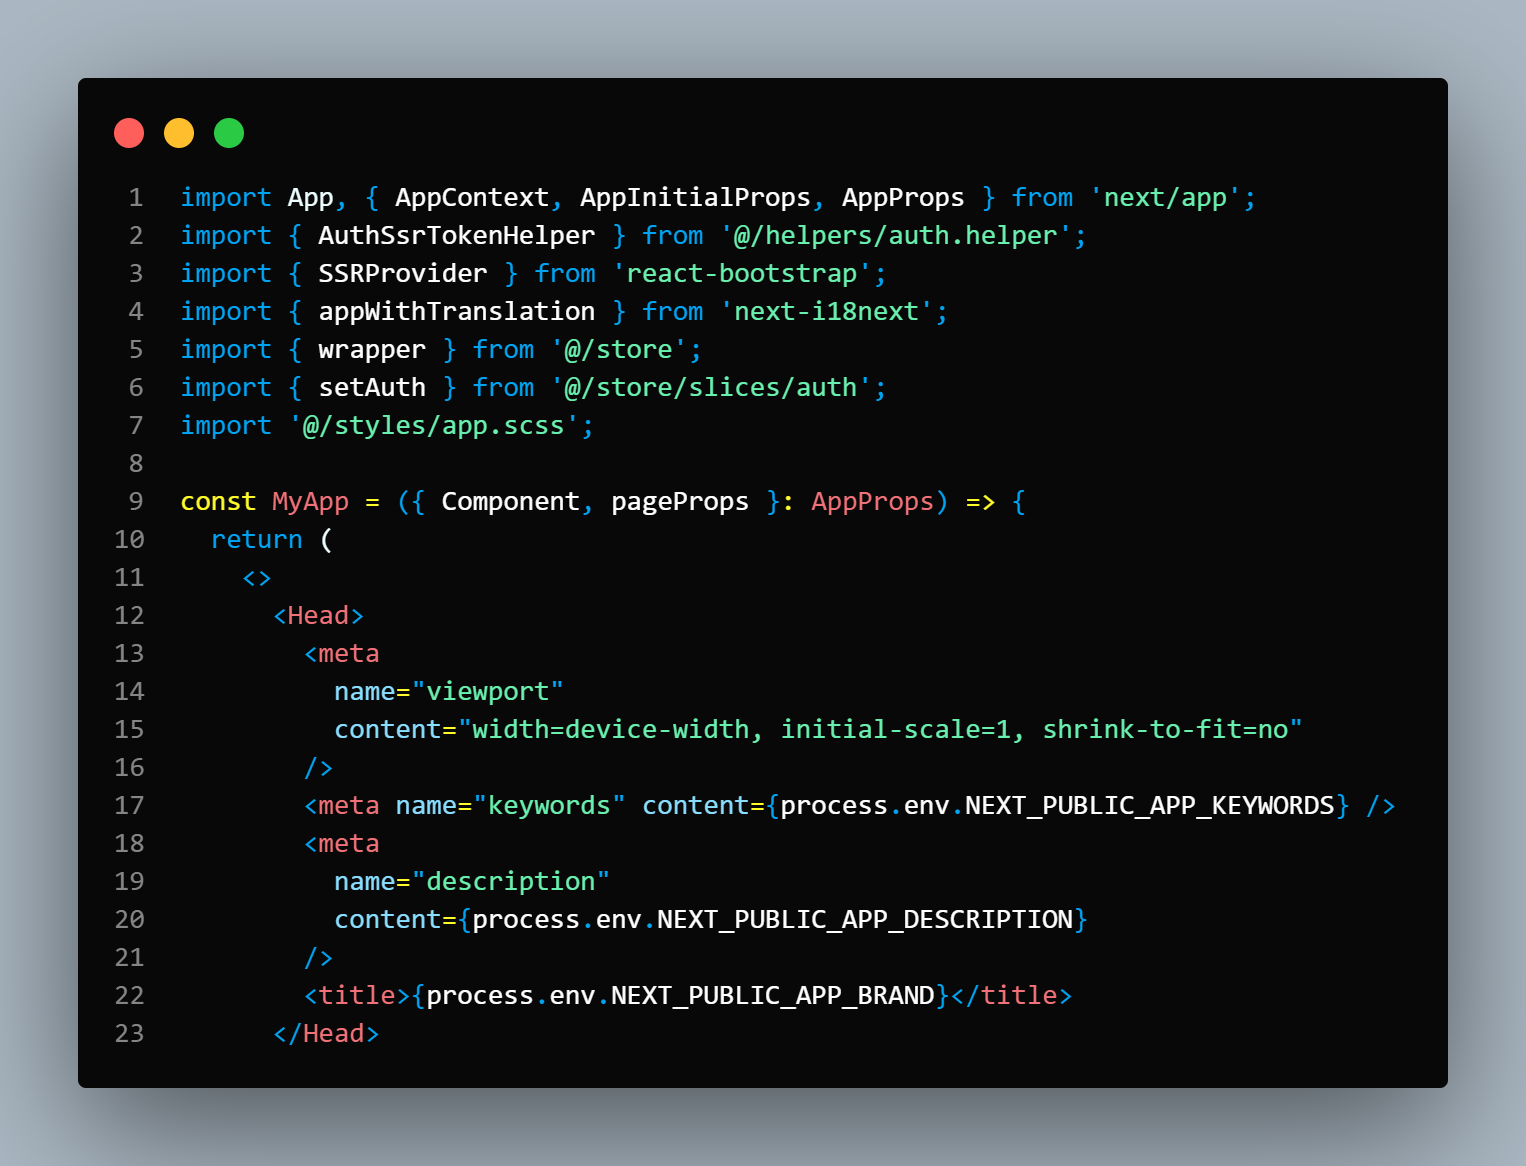 1 import App, { AppContext, AppInitialProps, AppProps } from 'next/app';
2 import { AuthSsrTokenHelper } from '@/helpers/auth.helper';
3 import { SSRProvider } from 'react-bootstrap';
4 import { appWithTranslation } from 'next-i18next';
5 import { wrapper } from '@/store';
6 import { setAuth } from '@/store/slices/auth';
7 import '@/styles/app.scss';
8
9 const MyApp = ({ Component, pageProps }: AppProps) => {
10   return (
11     <>
12       <Head>
13         <meta
14           name="viewport"
15           content="width=device-width, initial-scale=1, shrink-to-fit=no"
16         />
17         <meta name="keywords" content={process.env.NEXT_PUBLIC_APP_KEYWORDS} />
18         <meta
19           name="description"
20           content={process.env.NEXT_PUBLIC_APP_DESCRIPTION}
21         />
22         <title>{process.env.NEXT_PUBLIC_APP_BRAND}</title>
23       </Head>